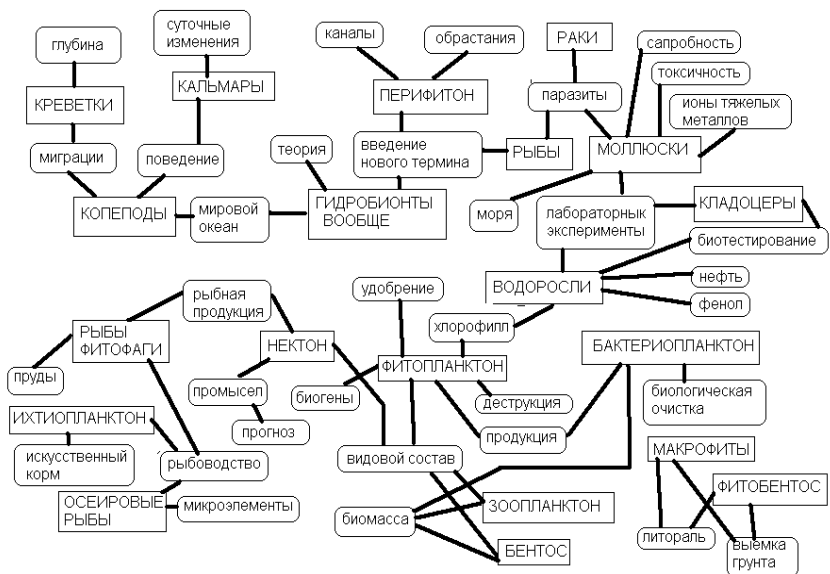 глубина
суточные
изменения
каналы
обрастания
РАКИ
сапробность
КРЕВЕТКИ
КАЛЬМАРЫ
ПЕРИФИТОН
паразиты
токсичность
ионы тяжелых
металлов
миграции
поведение
теория
введение
нового термина
РЫБЫ
МОЛЛЮСКИ
КОПЕПОДЫ
мировой
океан
ГИДРОБИОНТЫ
ВООБЩЕ
моря
лабораторнык
эксперименты
КЛАДОЦЕРЫ
биотестирование
ВОДОРОСЛИ
нефть
фенол
рыбная
продукция
удобрение
хлорофилл
РЫБЫ
ФИТОФАГИ
НЕКТОН
ФИТОПЛАНКТОН
БАКТЕРИОПЛАНКТОН
пруды
промысел
биогены
деструкция
биологическая
очистка
ИХТИОПЛАНКТОН
прогноз
продукция
искусственный
корм
рыбоводство
видовой состав
МАКРОФИТЫ
ФИТОБЕНТОС
ОСЕИРОВЫЕ
РЫБЫ
микроэлементы
биомасса
ЗООПЛАНКТОН
БЕНТОС
литораль
выемка
грунта